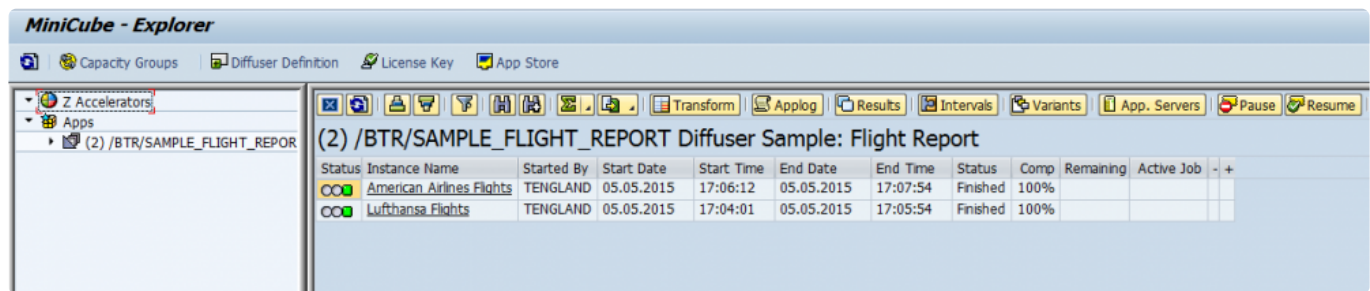 MiniCube - Explorer
Capacity Groups Diffuser Definition License Key App Store
Z Accelerators
Apps
(2) /BTR/SAMPLE_FLIGHT_REPOR
Transform Applog Results Intervals Variants App. Servers Pause Resume
(2) /BTR/SAMPLE_FLIGHT_REPORT Diffuser Sample: Flight Report
Status Instance Name Started By Start Date Start Time End Date End Time Status Comp Remaining Active Job - +
American Airlines Flights TENGLAND 05.05.2015 17:06:12 05.05.2015 17:07:54 Finished 100%
Lufthansa Flights TENGLAND 05.05.2015 17:04:01 05.05.2015 17:05:54 Finished 100%